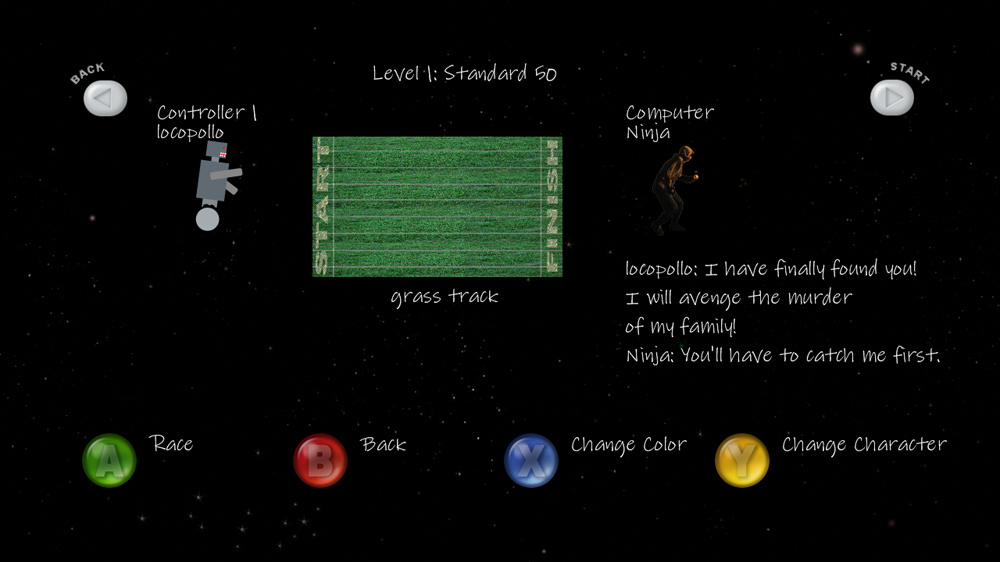 BACK
START
Level 1: Standard 50
Controller 1
locopollo
Computer
Ninja
START
FINISH
grass track
locopollo: I have finally found you!
I will avenge the murder
of my family!
Ninja: You'll have to catch me first.
A
Race
B
Back
X
Change Color
Y
Change Character